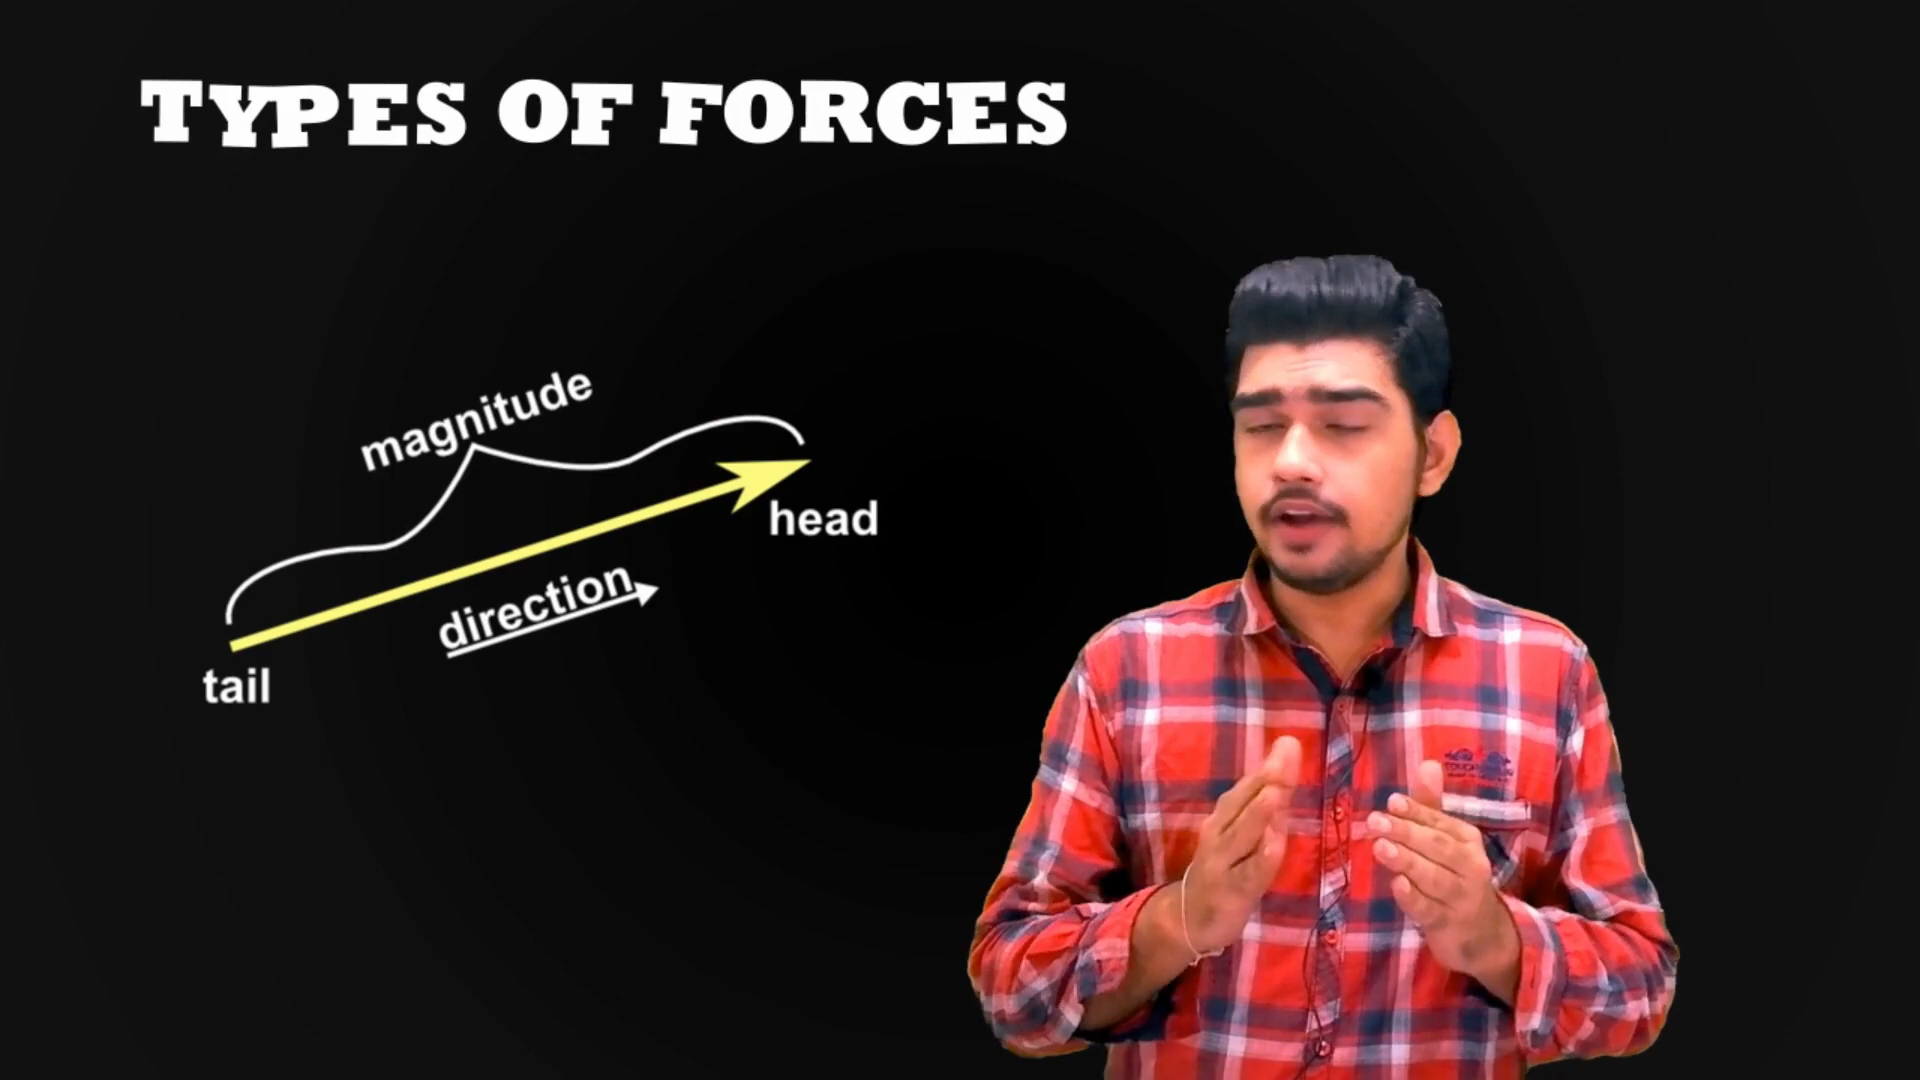 TYPES OF FORCES
magnitude
head
direction
tail